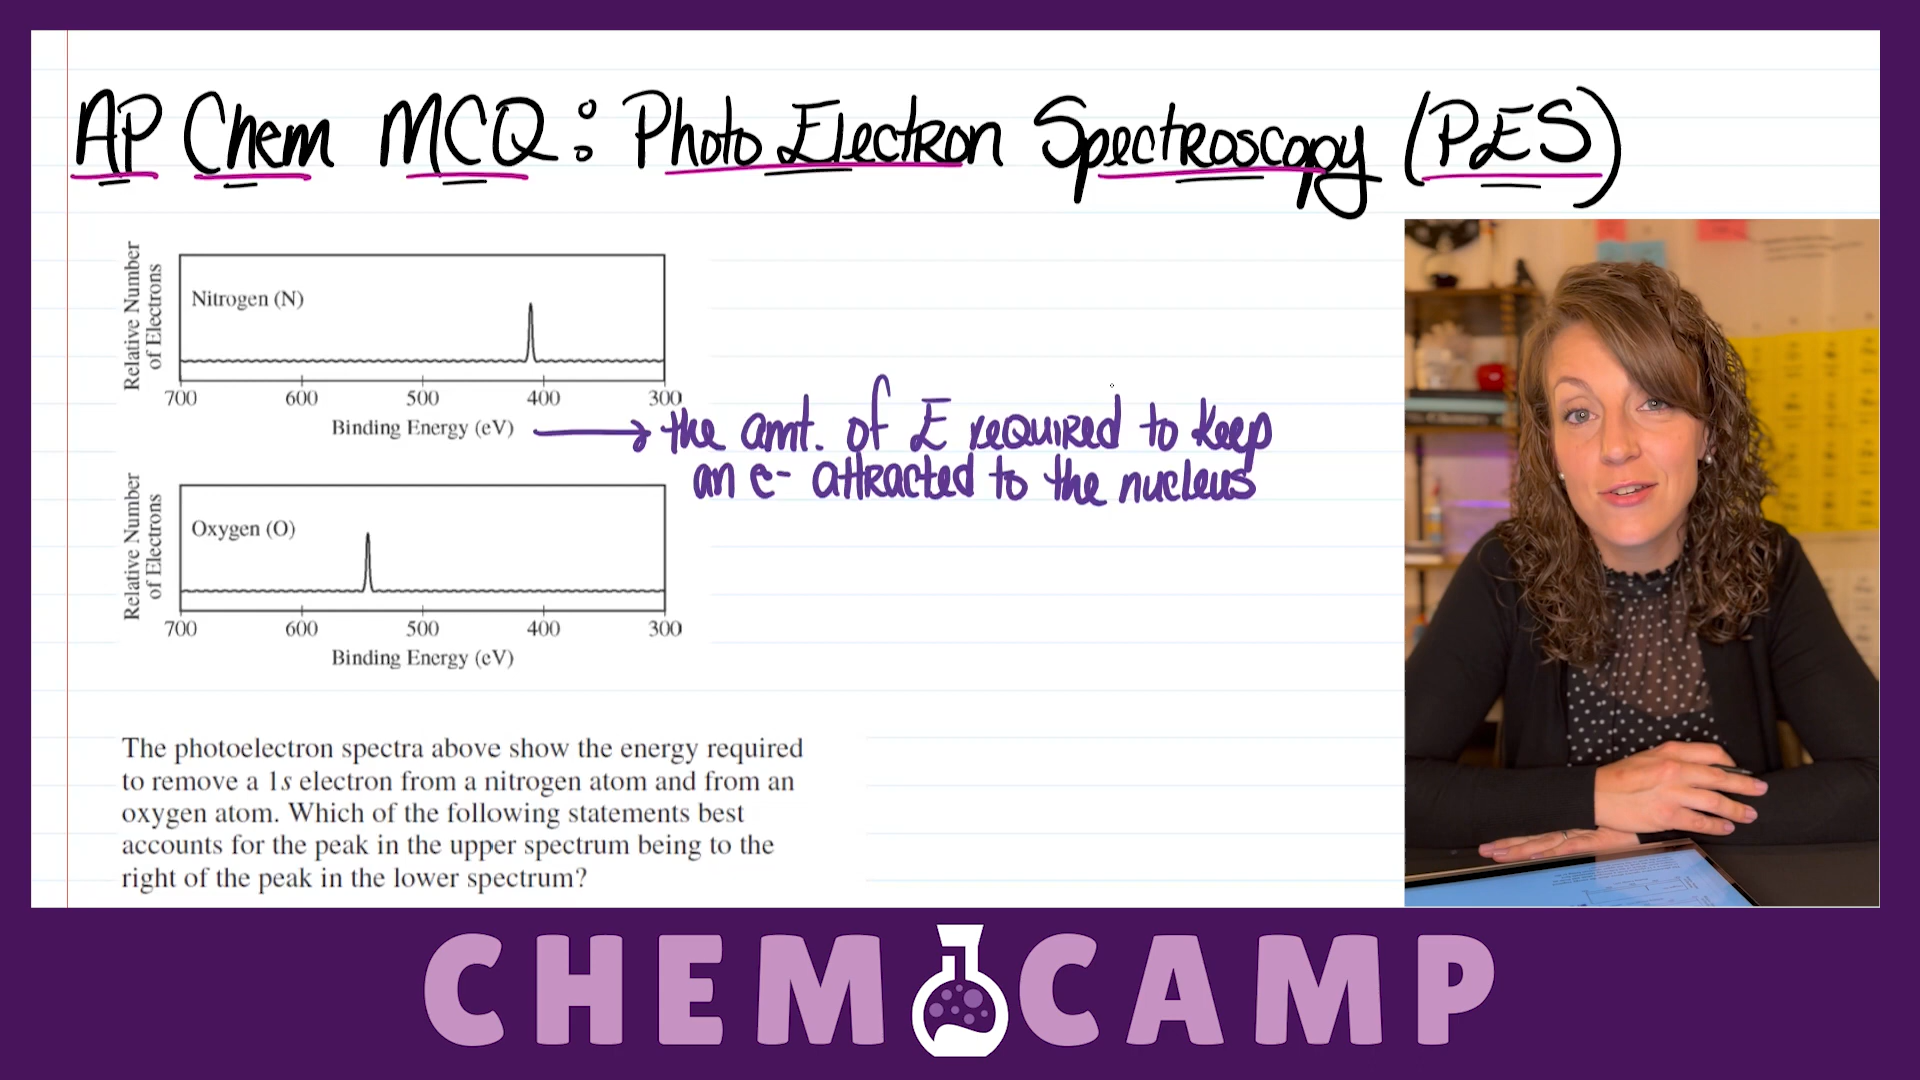 AP Chem MCQ: PhotoElectron Spectroscopy (PES)
Relative Number
of Electrons
Nitrogen (N)
700 600 500 400 300
Binding Energy (eV)
the amt. of E required to keep
an e- attracted to the nucleus
Relative Number
of Electrons
Oxygen (O)
700 600 500 400 300
Binding Energy (eV)
The photoelectron spectra above show the energy required
to remove a 1s electron from a nitrogen atom and from an
oxygen atom. Which of the following statements best
accounts for the peak in the upper spectrum being to the
right of the peak in the lower spectrum?
CHEM CAMP